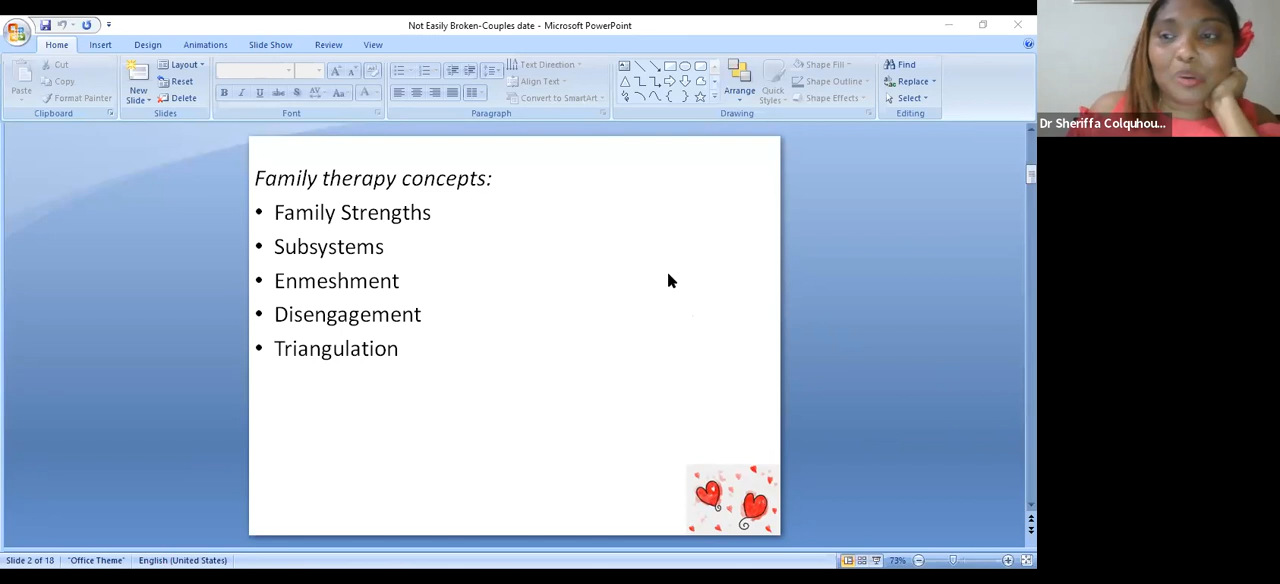 Not Easily Broken-Couples date - Microsoft PowerPoint
Home Insert Design Animations Slide Show Review View
Paste
Cut
Copy
Format Painter
Clipboard
New Slide
Layout
Reset
Delete
Slides
B I U abe S AV Aa A
Font
Text Direction
Align Text
Convert to SmartArt
Paragraph
Arrange
Quick Styles
Shape Fill
Shape Outline
Shape Effects
Drawing
Find
Replace
Select
Editing
Dr Sheriffa Colquhou...
Family therapy concepts:
• Family Strengths
• Subsystems
• Enmeshment
• Disengagement
• Triangulation
Slide 2 of 18 "Office Theme" English (United States) 73%